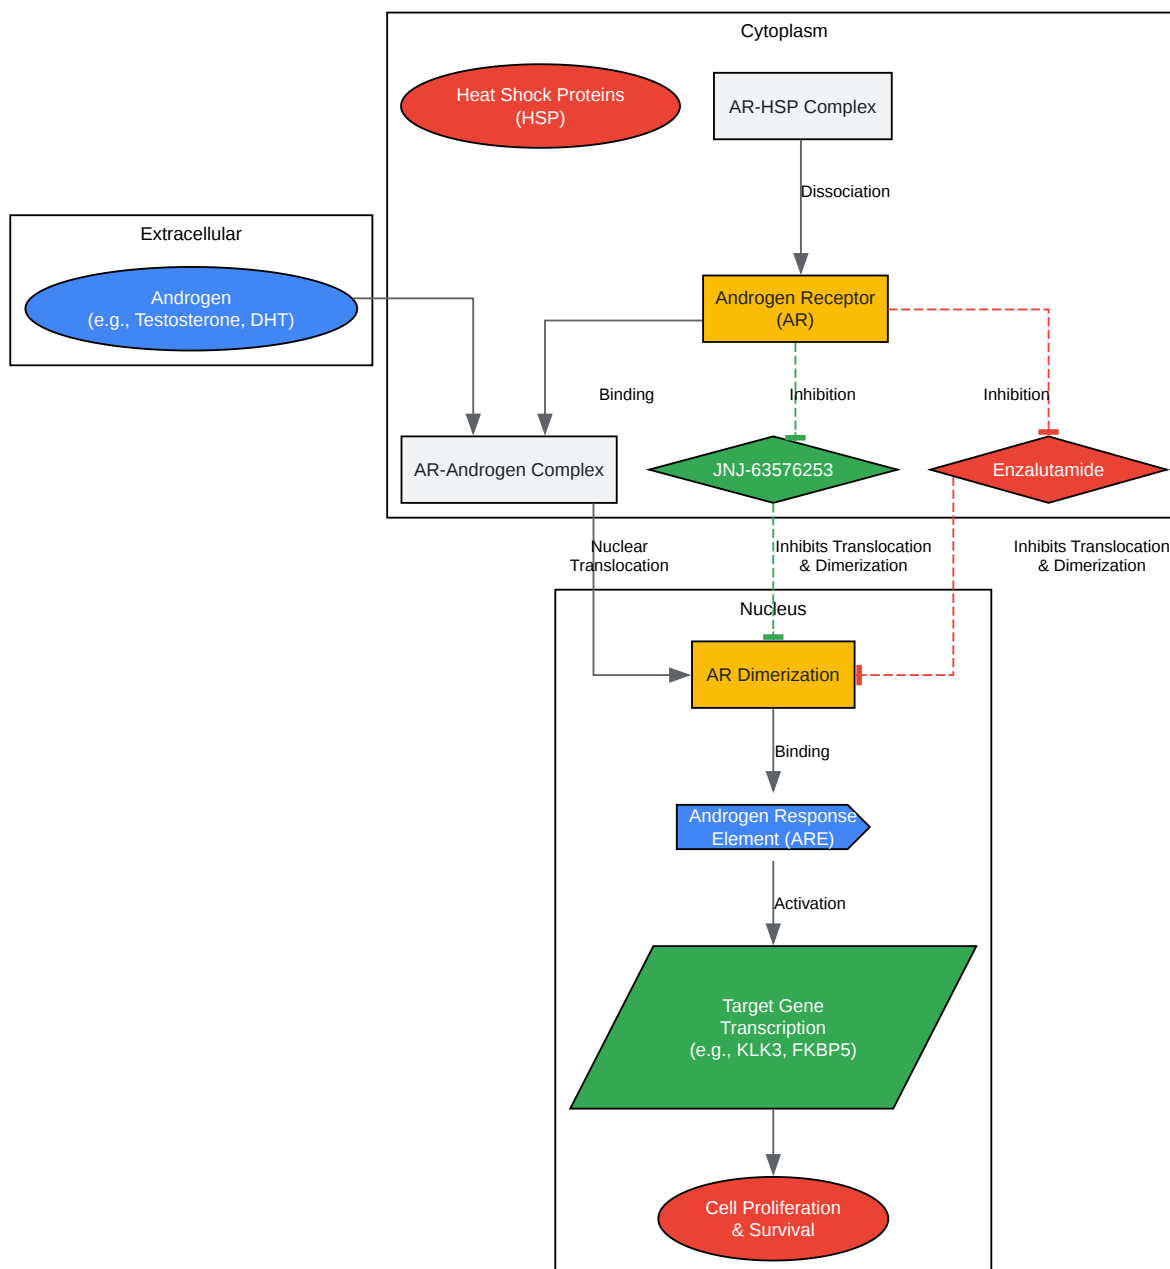 Cytoplasm
Heat Shock Proteins
(HSP)
AR-HSP Complex
Dissociation
Extracellular
Androgen
(e.g., Testosterone, DHT)
Androgen Receptor
(AR)
Binding
Inhibition
Inhibition
AR-Androgen Complex
JNJ-63576253
Enzalutamide
Nuclear
Translocation
Inhibits Translocation
& Dimerization
Inhibits Translocation
& Dimerization
Nucleus
AR Dimerization
Binding
Androgen Response
Element (ARE)
Activation
Target Gene
Transcription
(e.g., KLK3, FKBP5)
Cell Proliferation
& Survival